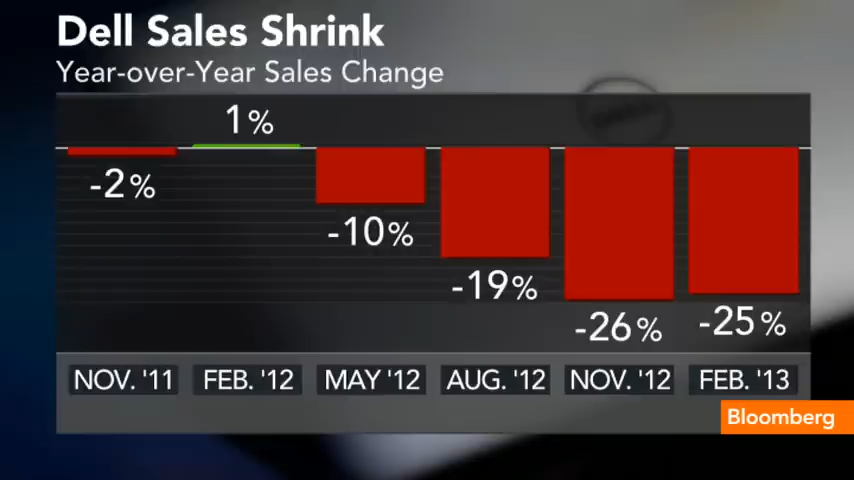 Dell Sales Shrink
Year-over-Year Sales Change
1%
-2%
-10%
-19%
-26%
-25%
NOV. '11 FEB. '12 MAY '12 AUG. '12 NOV. '12 FEB. '13
Bloomberg